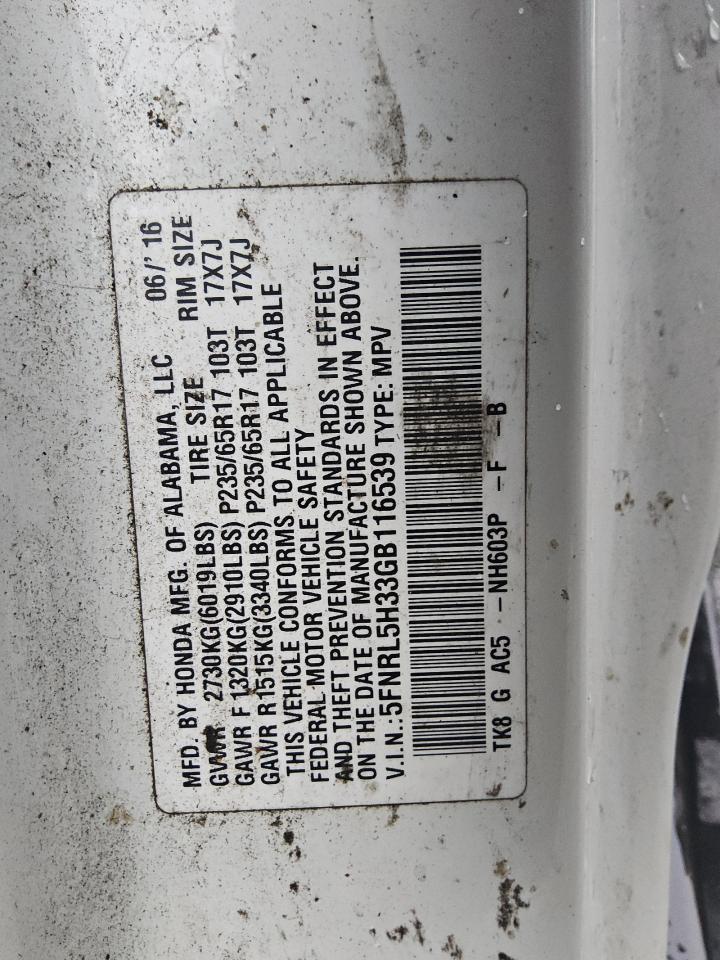 MFD. BY HONDA MFG. OF ALABAMA, LLC 06/'16
GVWR 2730KG(6019LBS) TIRE SIZE RIM SIZE
GAWR F 1320KG(2910LBS) P235/65R17 103T 17X7J
GAWR R1515KG(3340LBS) P235/65R17 103T 17X7J
THIS VEHICLE CONFORMS TO ALL APPLICABLE
FEDERAL MOTOR VEHICLE SAFETY
AND THEFT PREVENTION STANDARDS IN EFFECT
ON THE DATE OF MANUFACTURE SHOWN ABOVE.
V.I.N.:5FNRL5H33GB116539 TYPE: MPV
TK8 G AC5 -NH603P -F -B